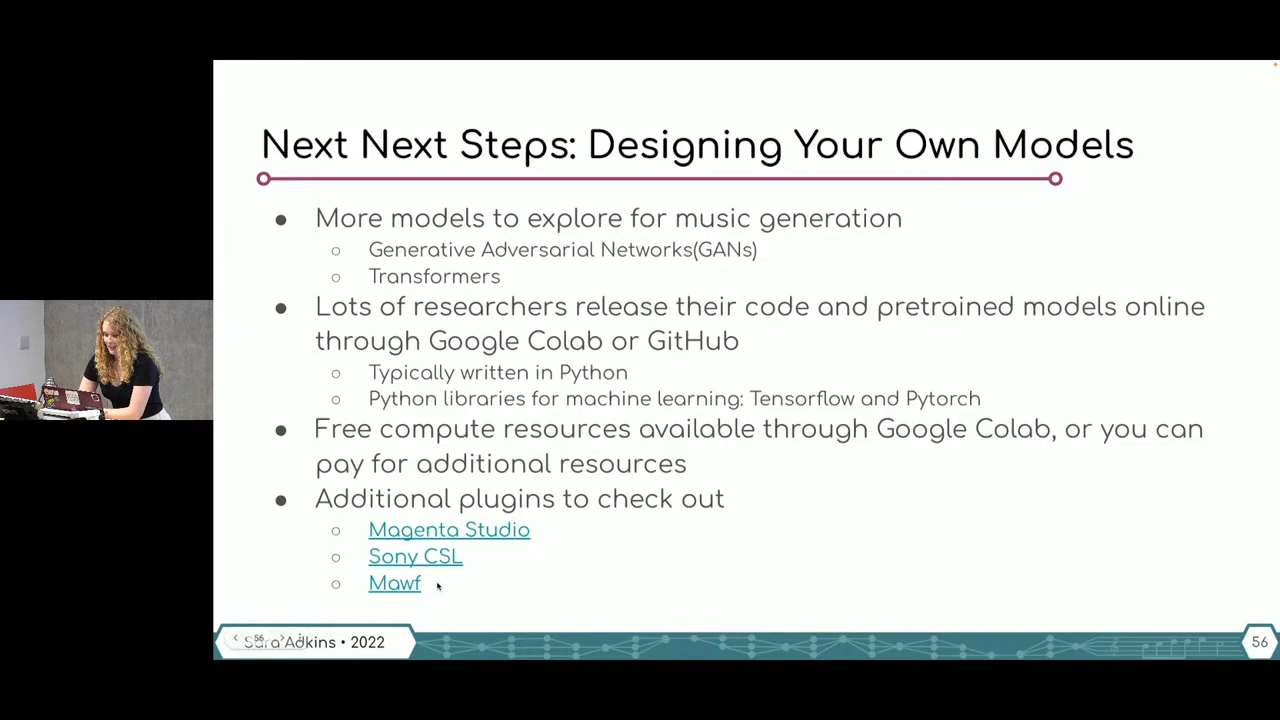 Next Next Steps: Designing Your Own Models
● More models to explore for music generation
○ Generative Adversarial Networks(GANs)
○ Transformers
● Lots of researchers release their code and pretrained models online
through Google Colab or GitHub
○ Typically written in Python
○ Python libraries for machine learning: Tensorflow and Pytorch
● Free compute resources available through Google Colab, or you can
pay for additional resources
● Additional plugins to check out
○ Magenta Studio
○ Sony CSL
○ Mawf
Sara Adkins • 2022
56
56